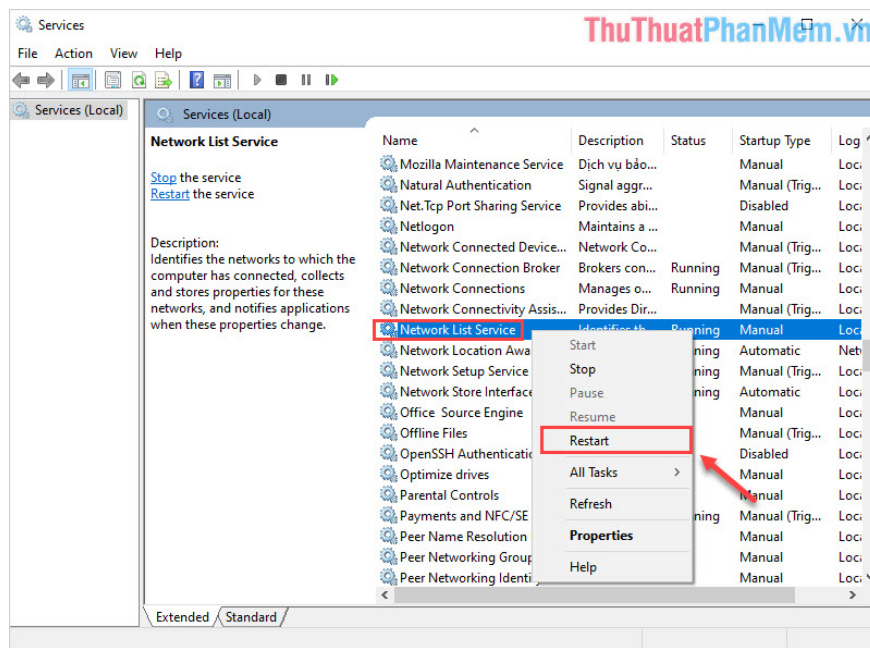 Services
ThuThuatPhanMem.vn
File Action View Help
Services (Local)
Services (Local)
Network List Service
Stop the service
Restart the service
Description:
Identifies the networks to which the
computer has connected, collects
and stores properties for these
networks, and notifies applications
when these properties change.
Name Description Status Startup Type Log
Mozilla Maintenance Service Dịch vụ bảo... Manual Loca
Natural Authentication Signal aggr... Manual (Trig... Loca
Net.Tcp Port Sharing Service Provides abi... Disabled Loca
Netlogon Maintains a ... Manual Loca
Network Connected Device... Network Co... Manual (Trig... Loca
Network Connection Broker Brokers con... Running Manual (Trig... Loca
Network Connections Manages o... Running Manual Loca
Network Connectivity Assis... Provides Dir... Manual (Trig... Loca
Network List Service Identifies th... Running Manual Loca
Network Location Awa ning Automatic Netw
Network Setup Service ning Manual (Trig... Loca
Network Store Interface ning Automatic Loca
Office Source Engine Manual Loca
Offline Files Manual (Trig... Loca
OpenSSH Authenticatio Disabled Loca
Optimize drives Manual Loca
Parental Controls Manual Loca
Payments and NFC/SE ning Manual (Trig... Loca
Peer Name Resolution Manual Loca
Peer Networking Group Manual Loca
Peer Networking Identi Manual Loca
Start
Stop
Pause
Resume
Restart
All Tasks
Refresh
Properties
Help
Extended Standard